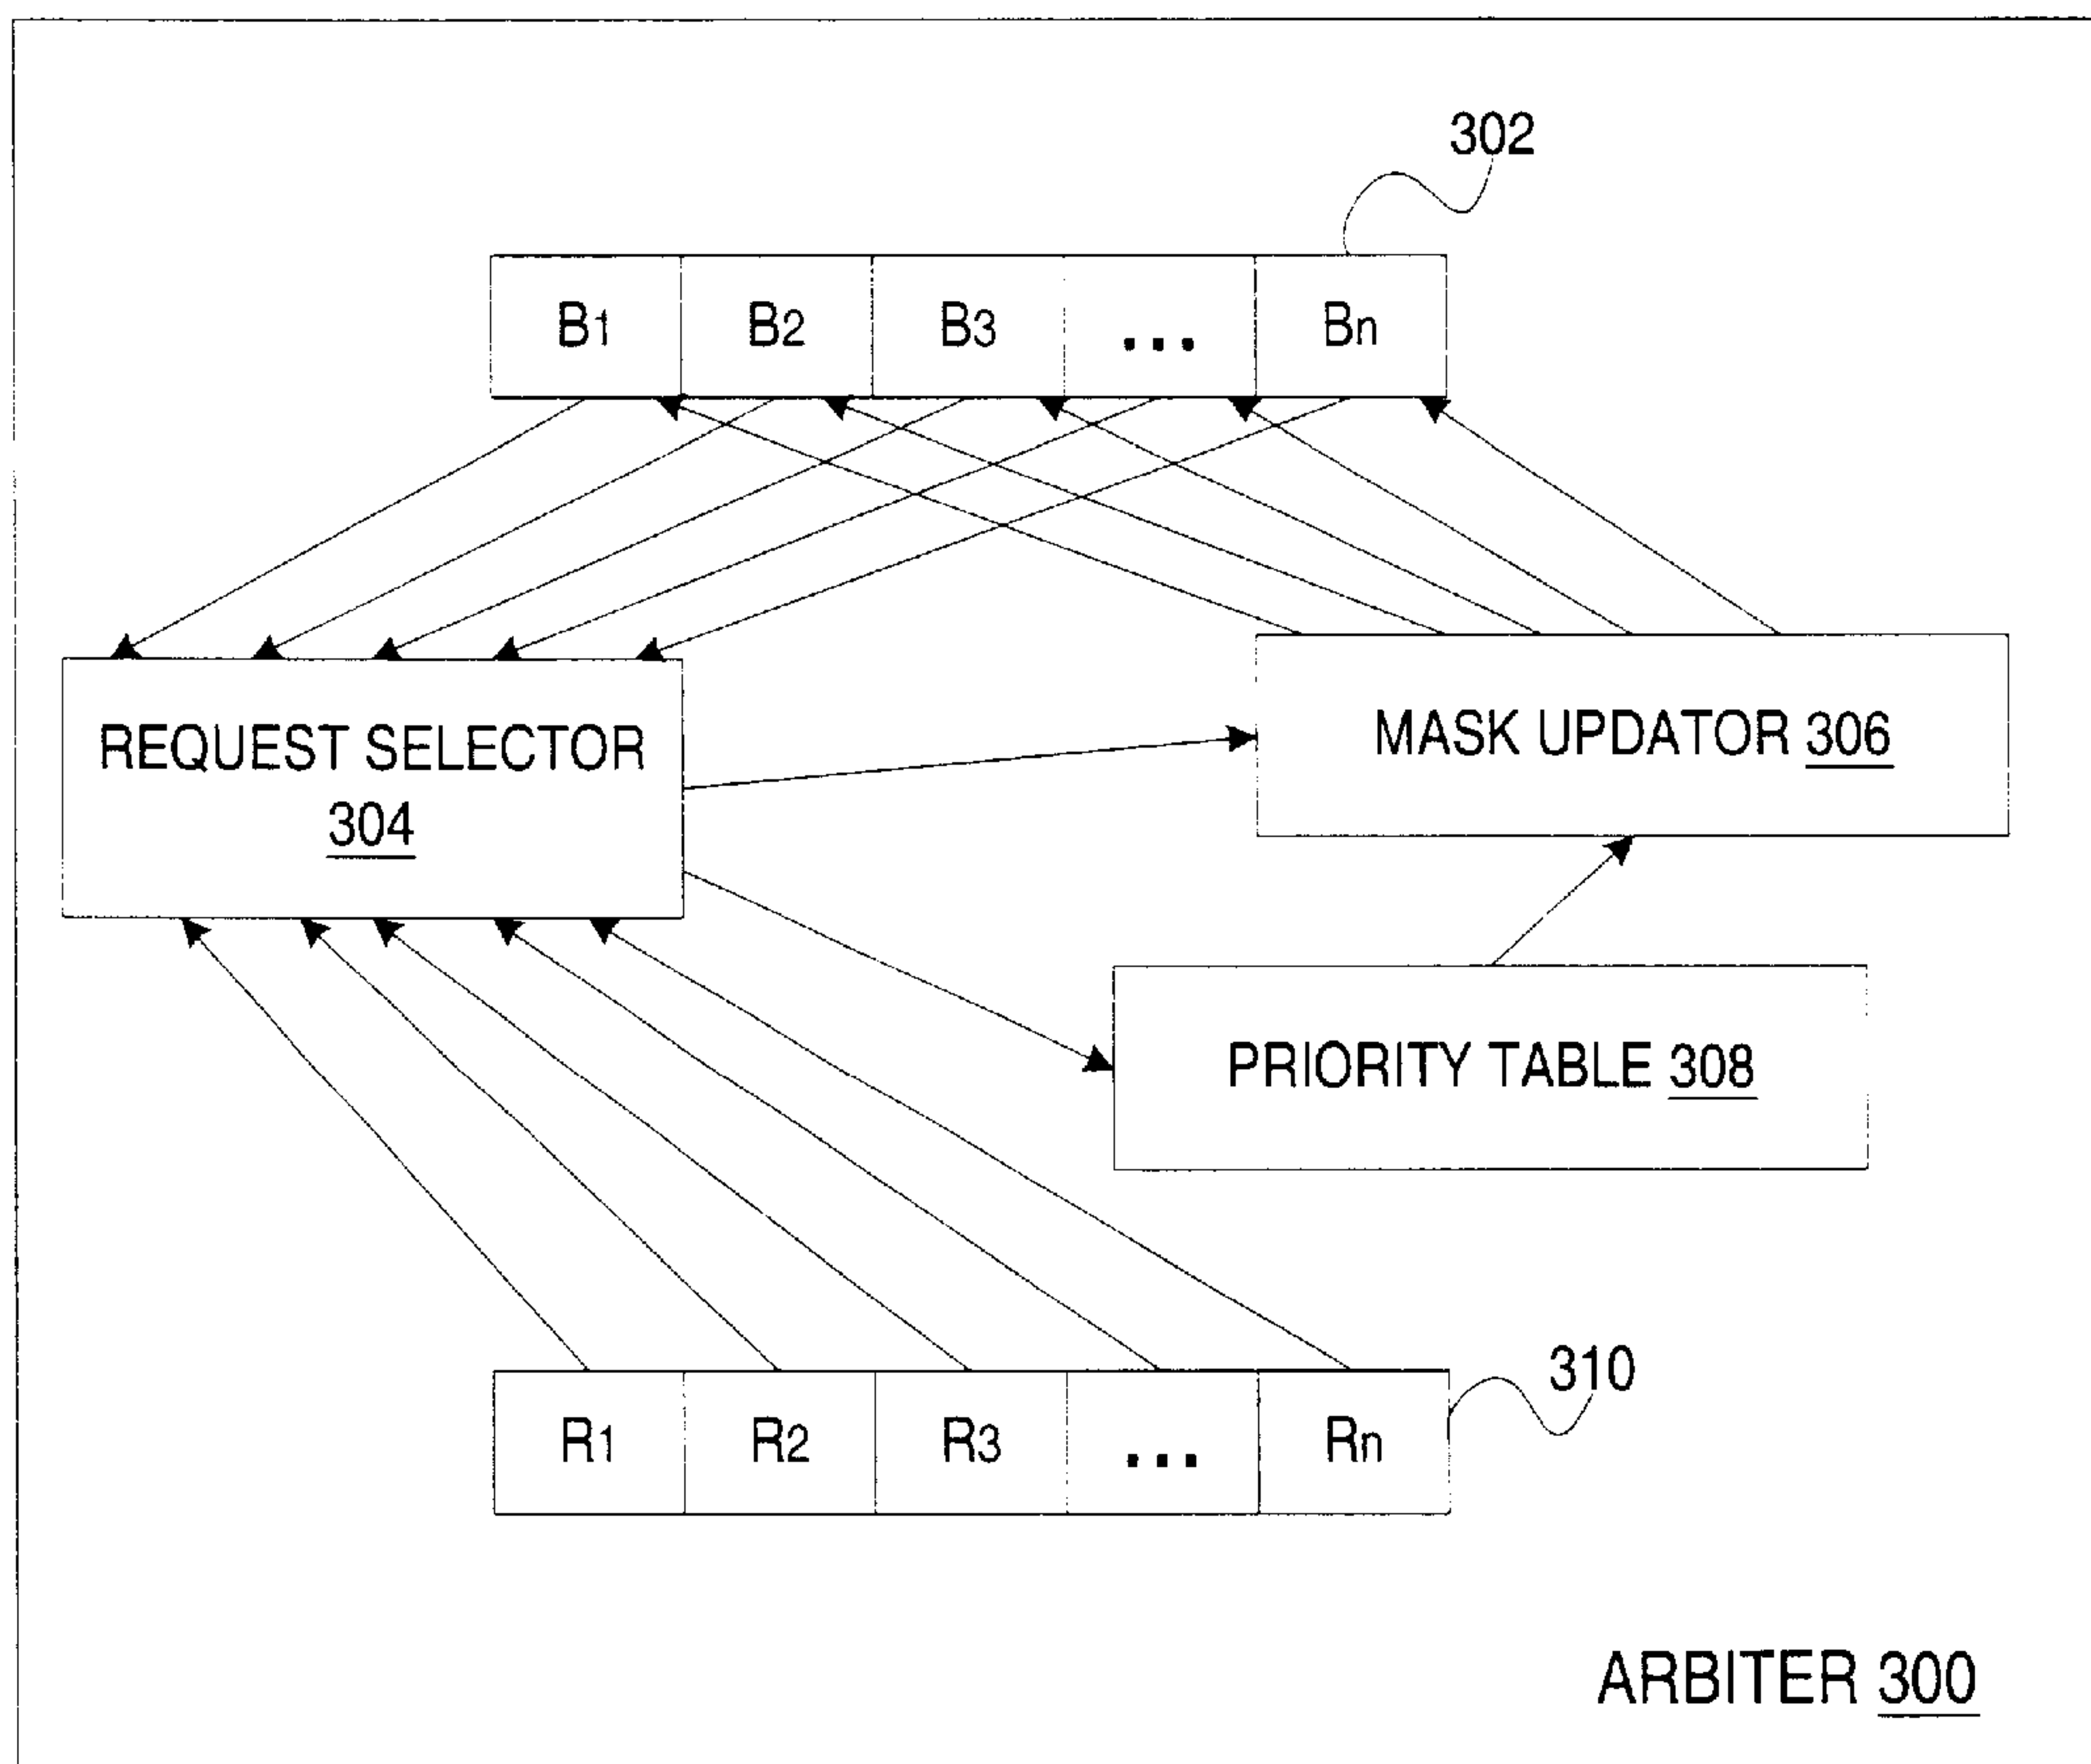 302
B1 B2 B3 ... Bn
REQUEST SELECTOR
304
MASK UPDATOR 306
PRIORITY TABLE 308
310
R1 R2 R3 ... Rn
ARBITER 300